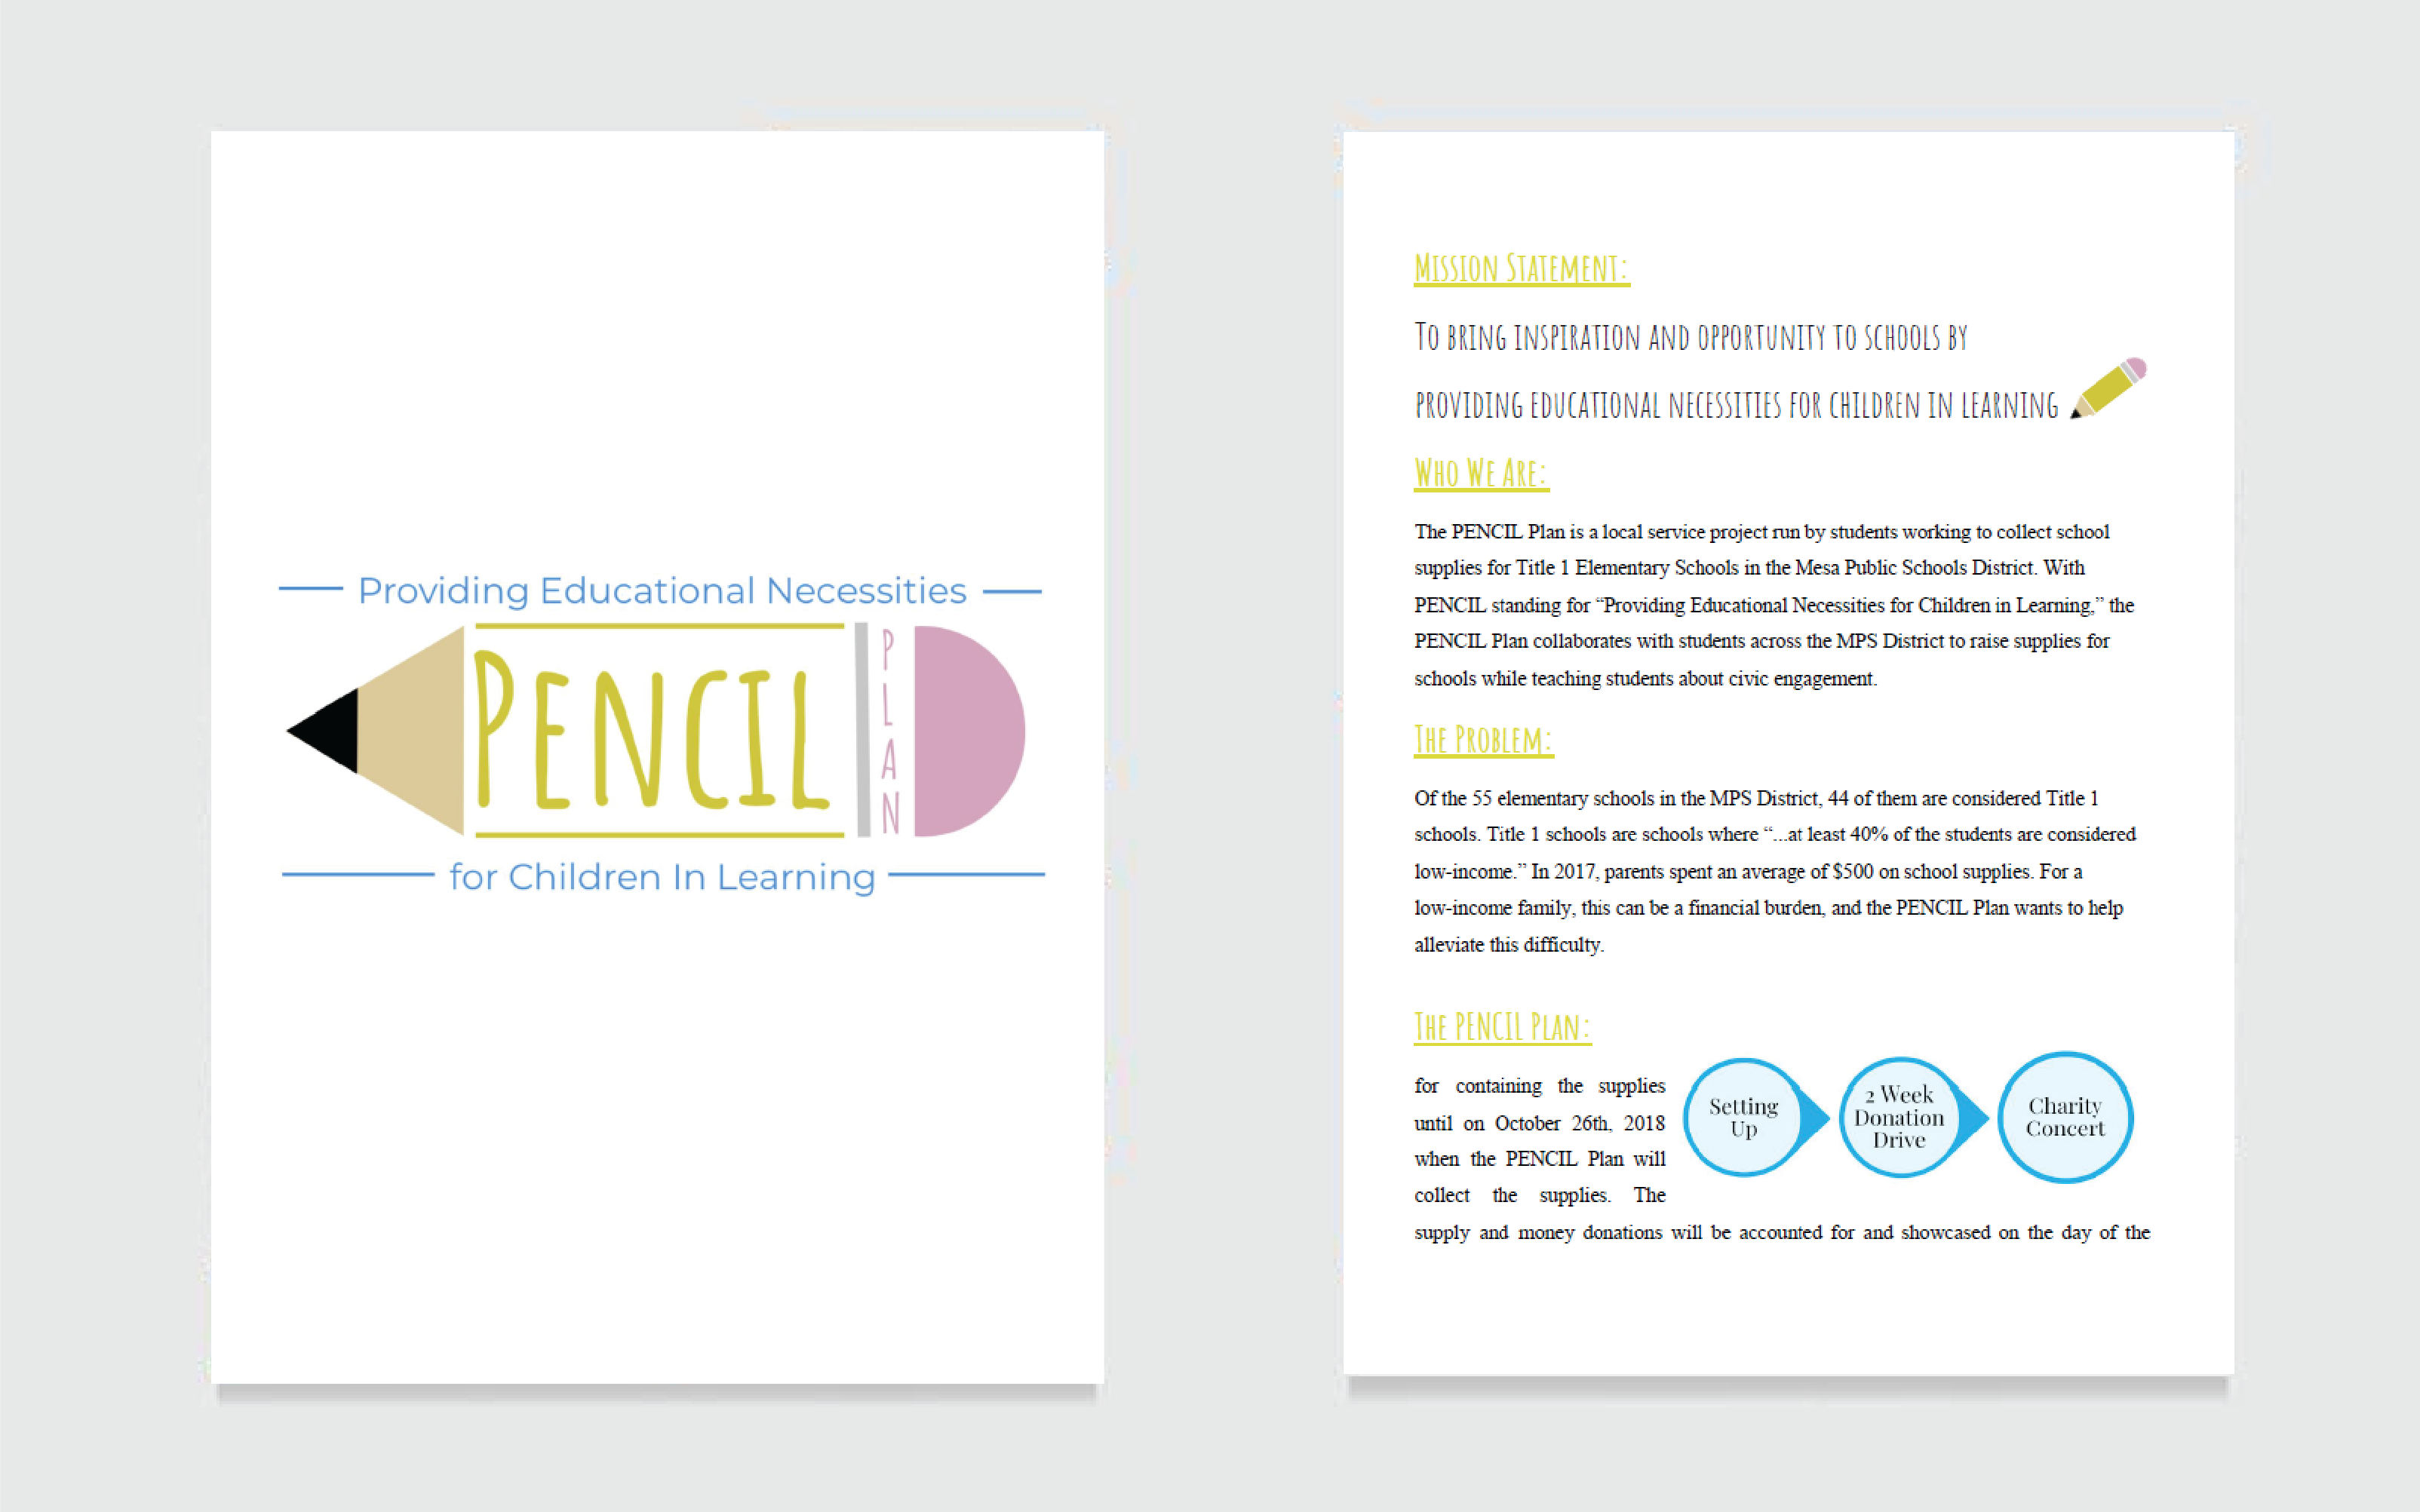 Providing Educational Necessities
PENCIL
PLAN
for Children In Learning
Mission Statement:
To bring inspiration and opportunity to schools by
providing educational necessities for children in learning
Who We Are:
The PENCIL Plan is a local service project run by students working to collect school
supplies for Title 1 Elementary Schools in the Mesa Public Schools District. With
PENCIL standing for “Providing Educational Necessities for Children in Learning,” the
PENCIL Plan collaborates with students across the MPS District to raise supplies for
schools while teaching students about civic engagement.
The Problem:
Of the 55 elementary schools in the MPS District, 44 of them are considered Title 1
schools. Title 1 schools are schools where “...at least 40% of the students are considered
low-income.” In 2017, parents spent an average of $500 on school supplies. For a
low-income family, this can be a financial burden, and the PENCIL Plan wants to help
alleviate this difficulty.
The PENCIL Plan:
for containing the supplies
until on October 26th, 2018
when the PENCIL Plan will
collect the supplies. The
supply and money donations will be accounted for and showcased on the day of the
Setting
Up
2 Week
Donation
Drive
Charity
Concert